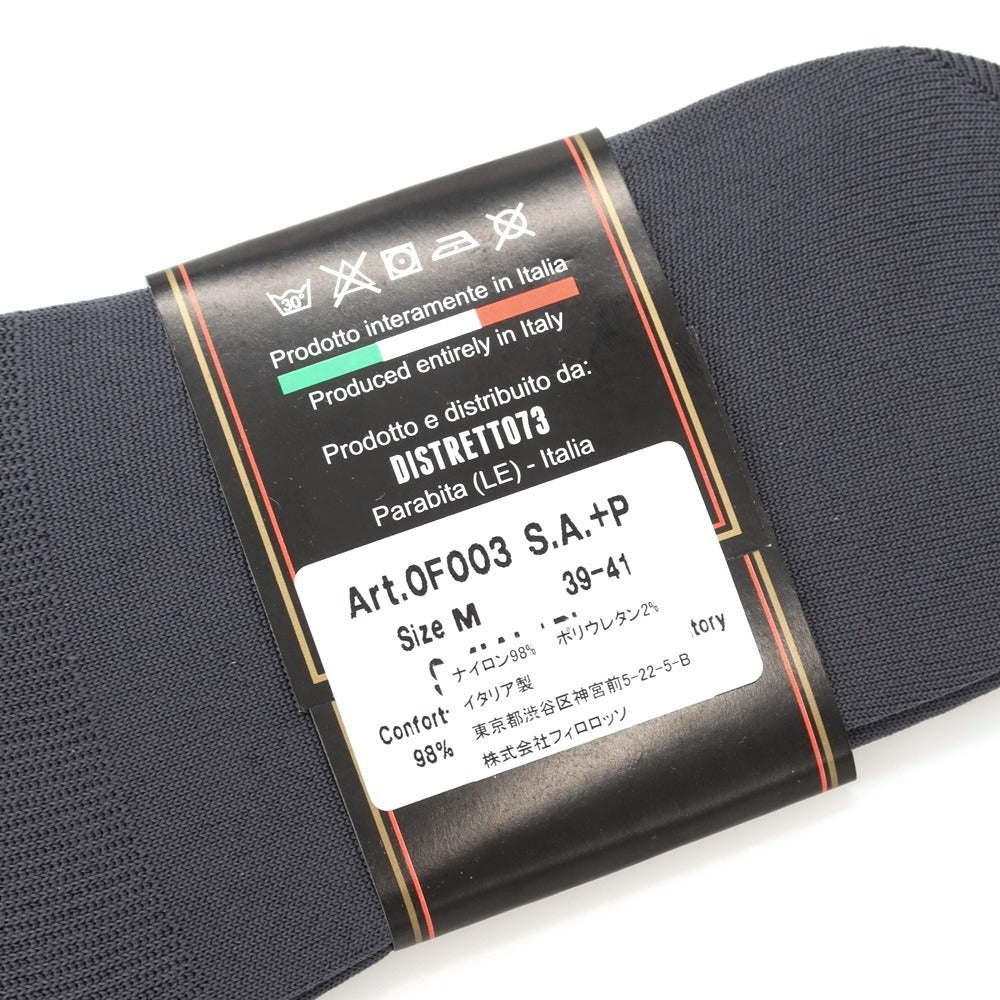 30°
Prodotto interamente in Italia
Produced entirely in Italy
Prodotto e distribuito da:
DISTRETTO73
Parabita (LE) - Italia
Art.0F003 S.A.+P
Size M 39-41
ナイロン98% ポリウレタン2%
イタリア製
東京都渋谷区神宮前5-22-5-B
株式会社フィロロッソ
Confort
98%
tory